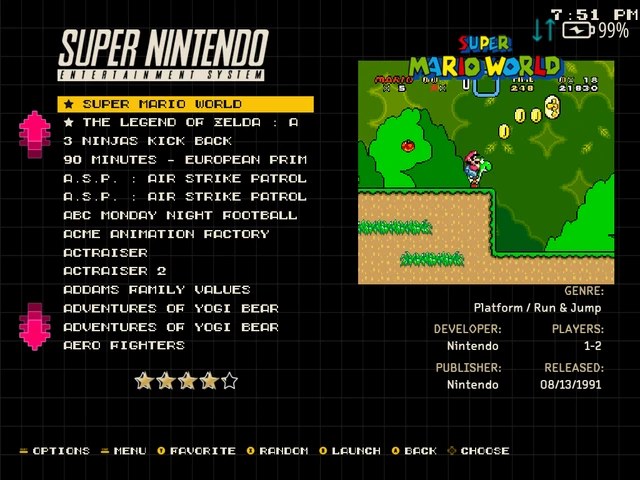 7:51 PM
99%
SUPER NINTENDO
ENTERTAINMENT SYSTEM
SUPER
MARIO WORLD
★ SUPER MARIO WORLD
★ THE LEGEND OF ZELDA : A
3 NINJAS KICK BACK
90 MINUTES - EUROPEAN PRIM
A.S.P. : AIR STRIKE PATROL
A.S.P. : AIR STRIKE PATROL
ABC MONDAY NIGHT FOOTBALL
ACME ANIMATION FACTORY
ACTRAISER
ACTRAISER 2
ADDAMS FAMILY VALUES
ADVENTURES OF YOGI BEAR
ADVENTURES OF YOGI BEAR
AERO FIGHTERS
MARIO
X 5
248
18
21830
GENRE:
Platform / Run & Jump
DEVELOPER: PLAYERS:
Nintendo 1-2
PUBLISHER: RELEASED:
Nintendo 08/13/1991
OPTIONS MENU FAVORITE RANDOM LAUNCH BACK CHOOSE